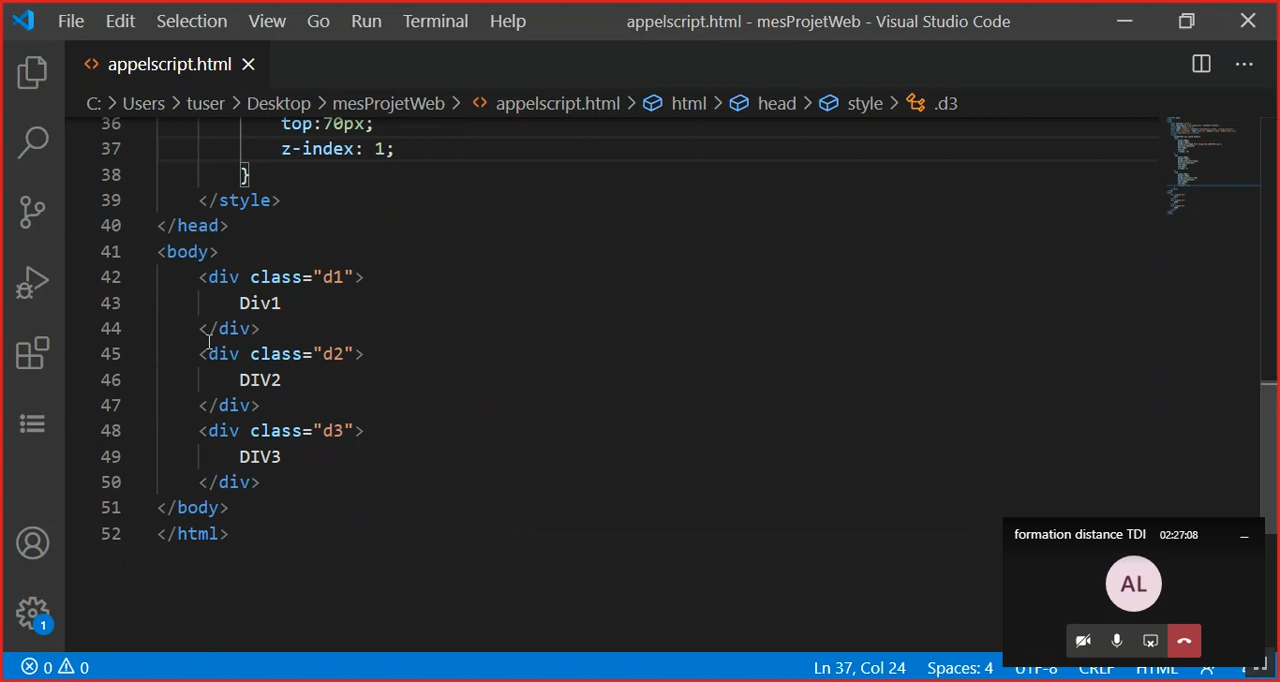 File Edit Selection View Go Run Terminal Help appelscript.html - mesProjetWeb - Visual Studio Code
appelscript.html
C: > Users > tuser > Desktop > mesProjetWeb > appelscript.html > html > head > style > .d3
36 top:70px;
37 z-index: 1;
38 }
39 </style>
40 </head>
41 <body>
42 <div class="d1">
43 Div1
44 </div>
45 <div class="d2">
46 DIV2
47 </div>
48 <div class="d3">
49 DIV3
50 </div>
51 </body>
52 </html>
formation distance TDI 02:27:08
AL
1
0 0 Ln 37, Col 24 Spaces: 4 UTF-8 CRLF HTML